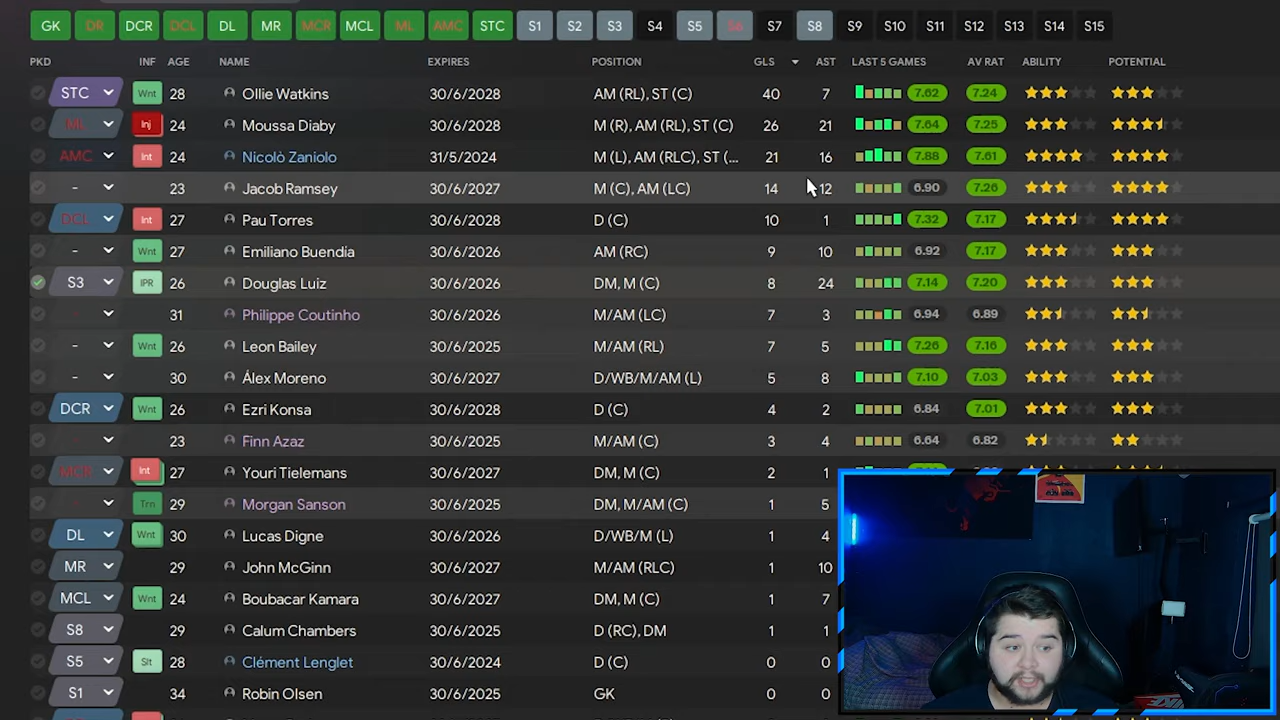 GK DR DCR DCL DL MR MCR MCL ML AMC STC S1 S2 S3 S4 S5 S6 S7 S8 S9 S10 S11 S12 S13 S14 S15
PKD INF AGE NAME EXPIRES POSITION GLS AST LAST 5 GAMES AV RAT ABILITY POTENTIAL
STC Wnt 28 Ollie Watkins 30/6/2028 AM (RL), ST (C) 40 7 7.62 7.24
ML Inj 24 Moussa Diaby 30/6/2028 M (R), AM (RL), ST (C) 26 21 7.64 7.25
AMC Int 24 Nicolò Zaniolo 31/5/2024 M (L), AM (RLC), ST (... 21 16 7.88 7.61
- 23 Jacob Ramsey 30/6/2027 M (C), AM (LC) 14 12 6.90 7.26
DCL Int 27 Pau Torres 30/6/2028 D (C) 10 1 7.32 7.17
- Wnt 27 Emiliano Buendia 30/6/2026 AM (RC) 9 10 6.92 7.17
S3 IPR 26 Douglas Luiz 30/6/2026 DM, M (C) 8 24 7.14 7.20
- 31 Philippe Coutinho 30/6/2026 M/AM (LC) 7 3 6.94 6.89
- Wnt 26 Leon Bailey 30/6/2025 M/AM (RL) 7 5 7.26 7.16
- 30 Álex Moreno 30/6/2027 D/WB/M/AM (L) 5 8 7.10 7.03
DCR Wnt 26 Ezri Konsa 30/6/2028 D (C) 4 2 6.84 7.01
- 23 Finn Azaz 30/6/2025 M/AM (C) 3 4 6.64 6.82
MCR Int 27 Youri Tielemans 30/6/2027 DM, M (C) 2 1
- Trn 29 Morgan Sanson 30/6/2025 DM, M/AM (C) 1 5
DL Wnt 30 Lucas Digne 30/6/2026 D/WB/M (L) 1 4
MR 29 John McGinn 30/6/2027 M/AM (RLC) 1 10
MCL Wnt 24 Boubacar Kamara 30/6/2027 DM, M (C) 1 7
S8 29 Calum Chambers 30/6/2025 D (RC), DM 1 1
S5 Slt 28 Clément Lenglet 30/6/2024 D (C) 0 0
S1 34 Robin Olsen 30/6/2025 GK 0 0